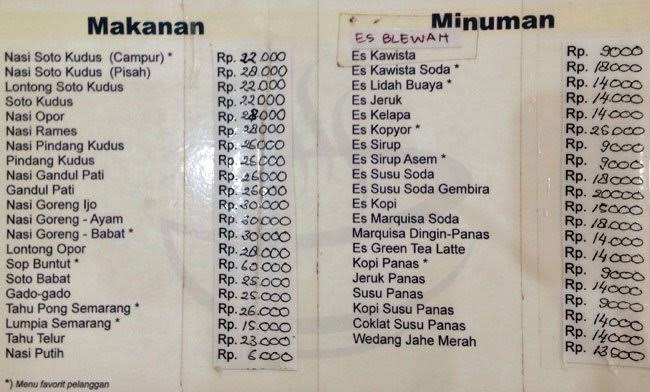 Makanan
Nasi Soto Kudus (Campur) * Rp. 22.000
Nasi Soto Kudus (Pisah) Rp. 28.000
Lontong Soto Kudus Rp. 22.000
Soto Kudus Rp. 22000
Nasi Opor Rp. 28000
Nasi Rames Rp. 28000
Nasi Pindang Kudus Rp. 26000
Pindang Kudus Rp. 26.000
Nasi Gandul Pati Rp. 26000
Gandul Pati Rp. 26000
Nasi Goreng Ijo Rp. 30.000
Nasi Goreng - Ayam Rp. 30.000
Nasi Goreng - Babat * Rp. 30.000
Lontong Opor Rp. 28.000
Sop Buntut * Rp. 60.000
Soto Babat Rp. 25.000
Gado-gado Rp. 25.000
Tahu Pong Semarang * Rp. 26.000
Lumpia Semarang * Rp. 15.000
Tahu Telur Rp. 23.000
Nasi Putih Rp. 6.000
*) Menu favorit pelanggan
Minuman
ES BLEWAH
Es Kawista Rp. 9000
Es Kawista Soda * Rp. 18000
Es Lidah Buaya * Rp. 14000
Es Jeruk Rp. 14000
Es Kelapa Rp. 14000
Es Kopyor * Rp. 25000
Es Sirup Rp. 9000
Es Sirup Asem * Rp. 9000
Es Susu Soda Rp. 18000
Es Susu Soda Gembira Rp. 20000
Es Kopi Rp. 15000
Es Marquisa Soda Rp. 18.000
Marquisa Dingin-Panas Rp. 14.000
Es Green Tea Latte Rp. 14.000
Kopi Panas * Rp. 9000
Jeruk Panas Rp. 14000
Susu Panas Rp. 9000
Kopi Susu Panas Rp. 14000
Coklat Susu Panas Rp. 14000
Wedang Jahe Merah Rp. 13500